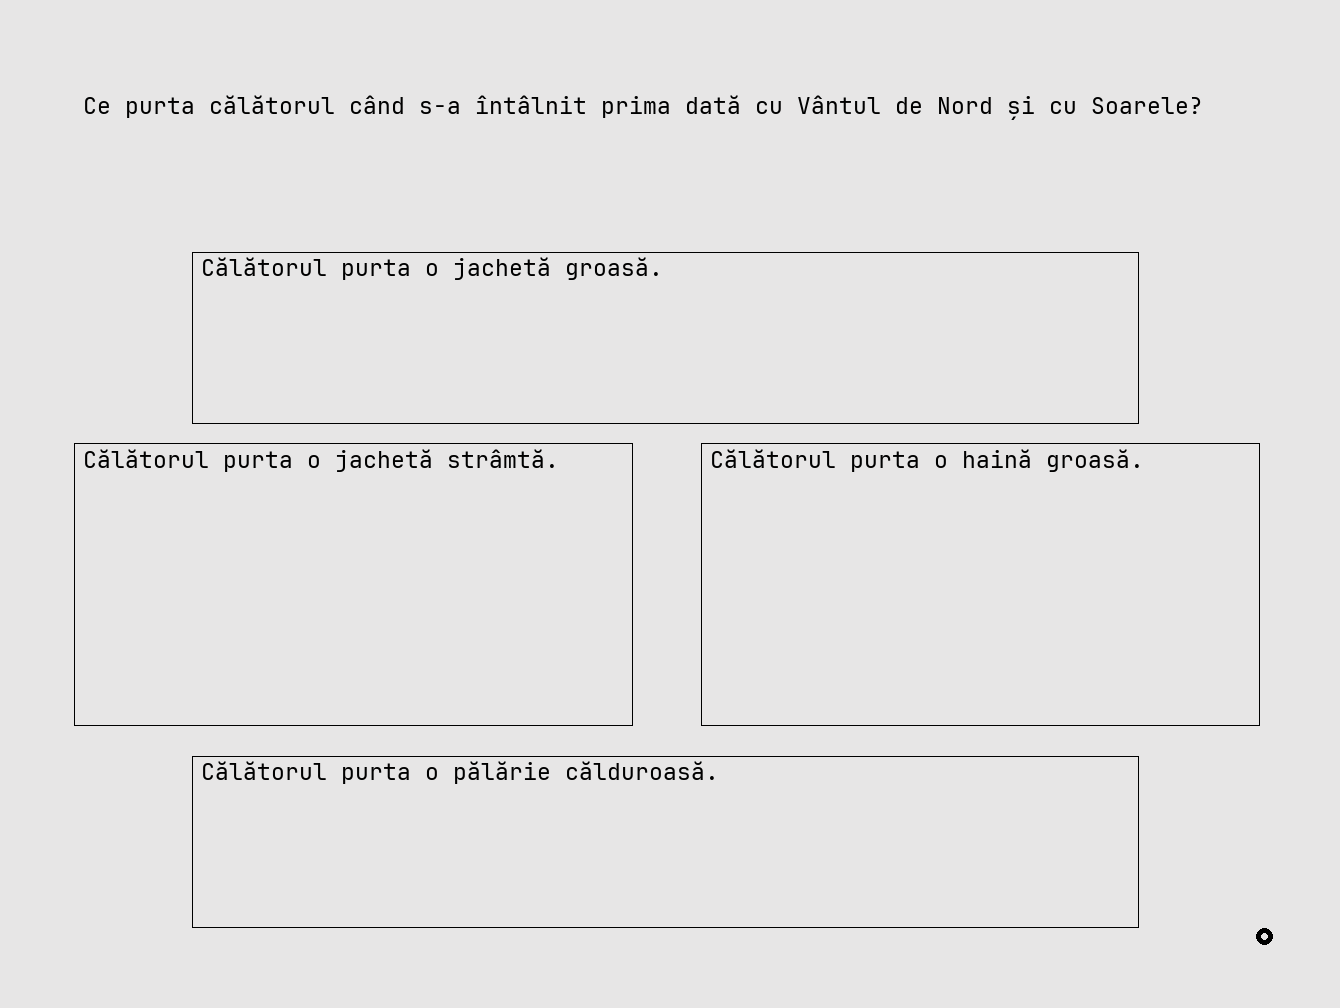 Ce purta călătorul când s-a întâlnit prima dată cu Vântul de Nord și cu Soarele?
Călătorul purta o jachetă groasă.
Călătorul purta o jachetă strâmtă.
Călătorul purta o haină groasă.
Călătorul purta o pălărie călduroasă.